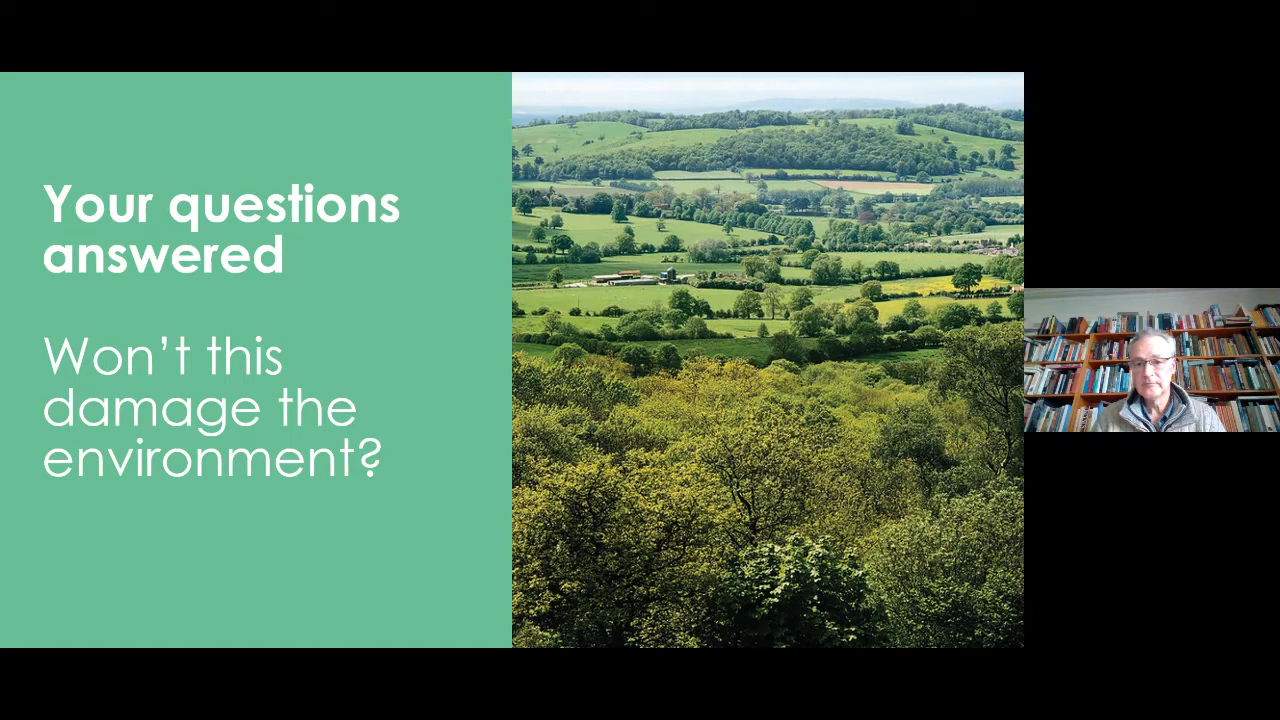 Your questions
answered
Won't this
damage the
environment?